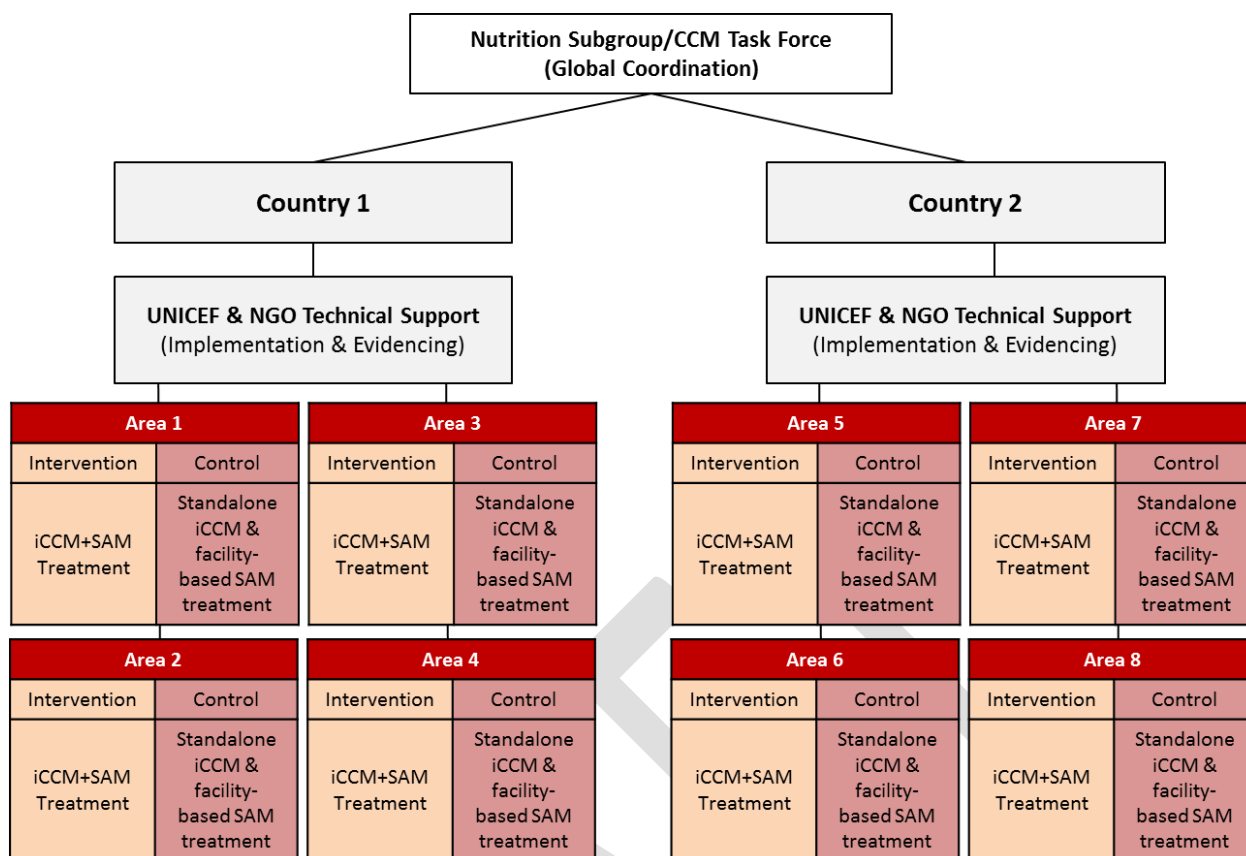 Nutrition Subgroup/CCM Task Force
(Global Coordination)
Country 1
Country 2
UNICEF & NGO Technical Support
(Implementation & Evidencing)
UNICEF & NGO Technical Support
(Implementation & Evidencing)
Area 1
Intervention
Control
iCCM+SAM
Treatment
Standalone
iCCM &
facility-
based SAM
treatment
Area 3
Intervention
Control
iCCM+SAM
Treatment
Standalone
iCCM &
facility-
based SAM
treatment
Area 5
Intervention
Control
iCCM+SAM
Treatment
Standalone
iCCM &
facility-
based SAM
treatment
Area 7
Intervention
Control
iCCM+SAM
Treatment
Standalone
iCCM &
facility-
based SAM
treatment
Area 2
Intervention
Control
iCCM+SAM
Treatment
Standalone
iCCM &
facility-
based SAM
treatment
Area 4
Intervention
Control
iCCM+SAM
Treatment
Standalone
iCCM &
facility-
based SAM
treatment
Area 6
Intervention
Control
iCCM+SAM
Treatment
Standalone
iCCM &
facility-
based SAM
treatment
Area 8
Intervention
Control
iCCM+SAM
Treatment
Standalone
iCCM &
facility-
based SAM
treatment